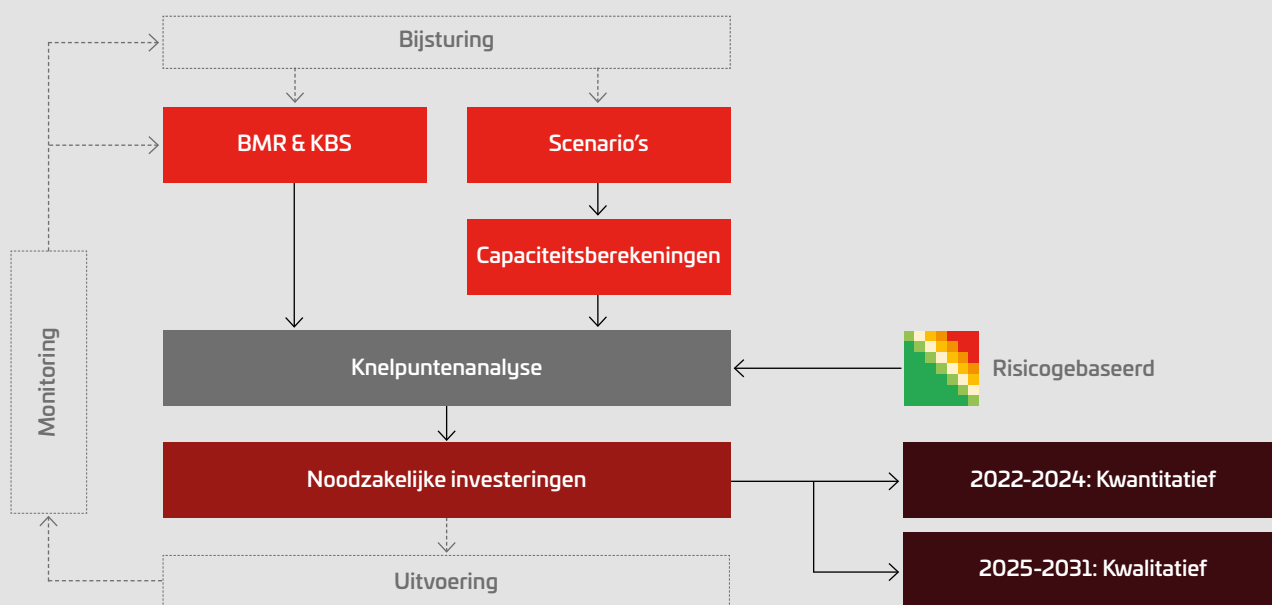 Bijsturing
BMR & KBS
Scenario's
Capaciteitsberekeningen
Monitoring
Knelpuntenanalyse
Risicogebaseerd
Noodzakelijke investeringen
2022-2024: Kwantitatief
2025-2031: Kwalitatief
Uitvoering